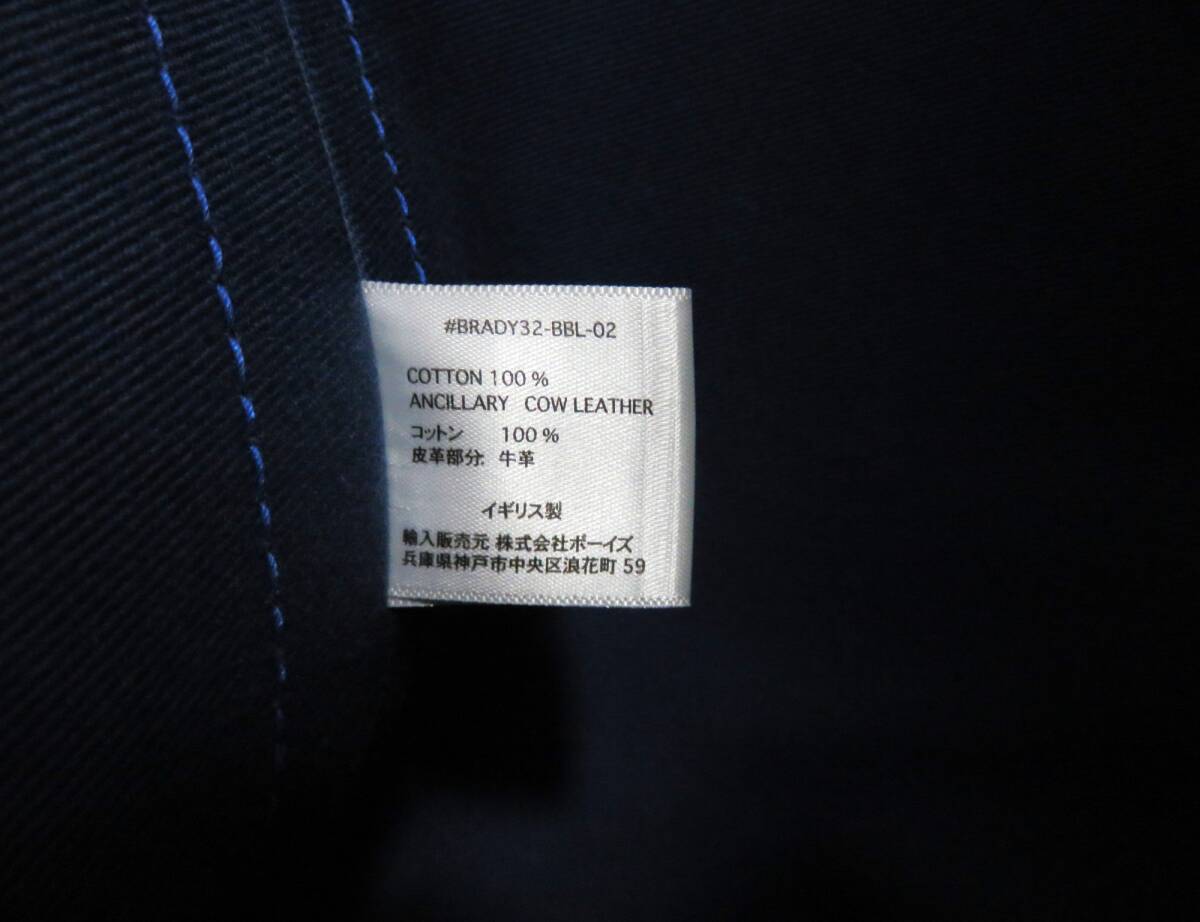 #BRADY32-BBL-02
COTTON 100 %
ANCILLARY COW LEATHER
コットン 100 %
皮革部分: 牛革
イギリス製
輸入販売元 株式会社ボーイズ
兵庫県神戸市中央区浪花町 59